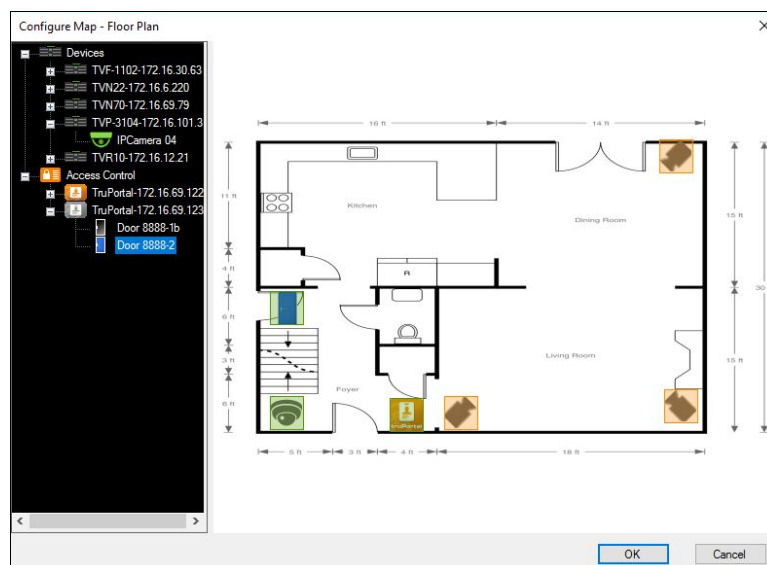 Configure Map - Floor Plan
Devices
TVF-1102-172.16.30.63
TVN22-172.16.6.220
TVN70-172.16.69.79
TVP-3104-172.16.101.3
IPCamera 04
TVR10-172.16.12.21
Access Control
TruPortal-172.16.69.122
TruPortal-172.16.69.123
Door 8888-1b
Door 8888-2
16 ft
14 ft
11 ft
Kitchen
Dining Room
15 ft
4 ft
R
30
6 ft
3 ft
Living Room
15 ft
Foyer
6 ft
truPortal
5 ft
3 ft
4 ft
18 ft
OK
Cancel